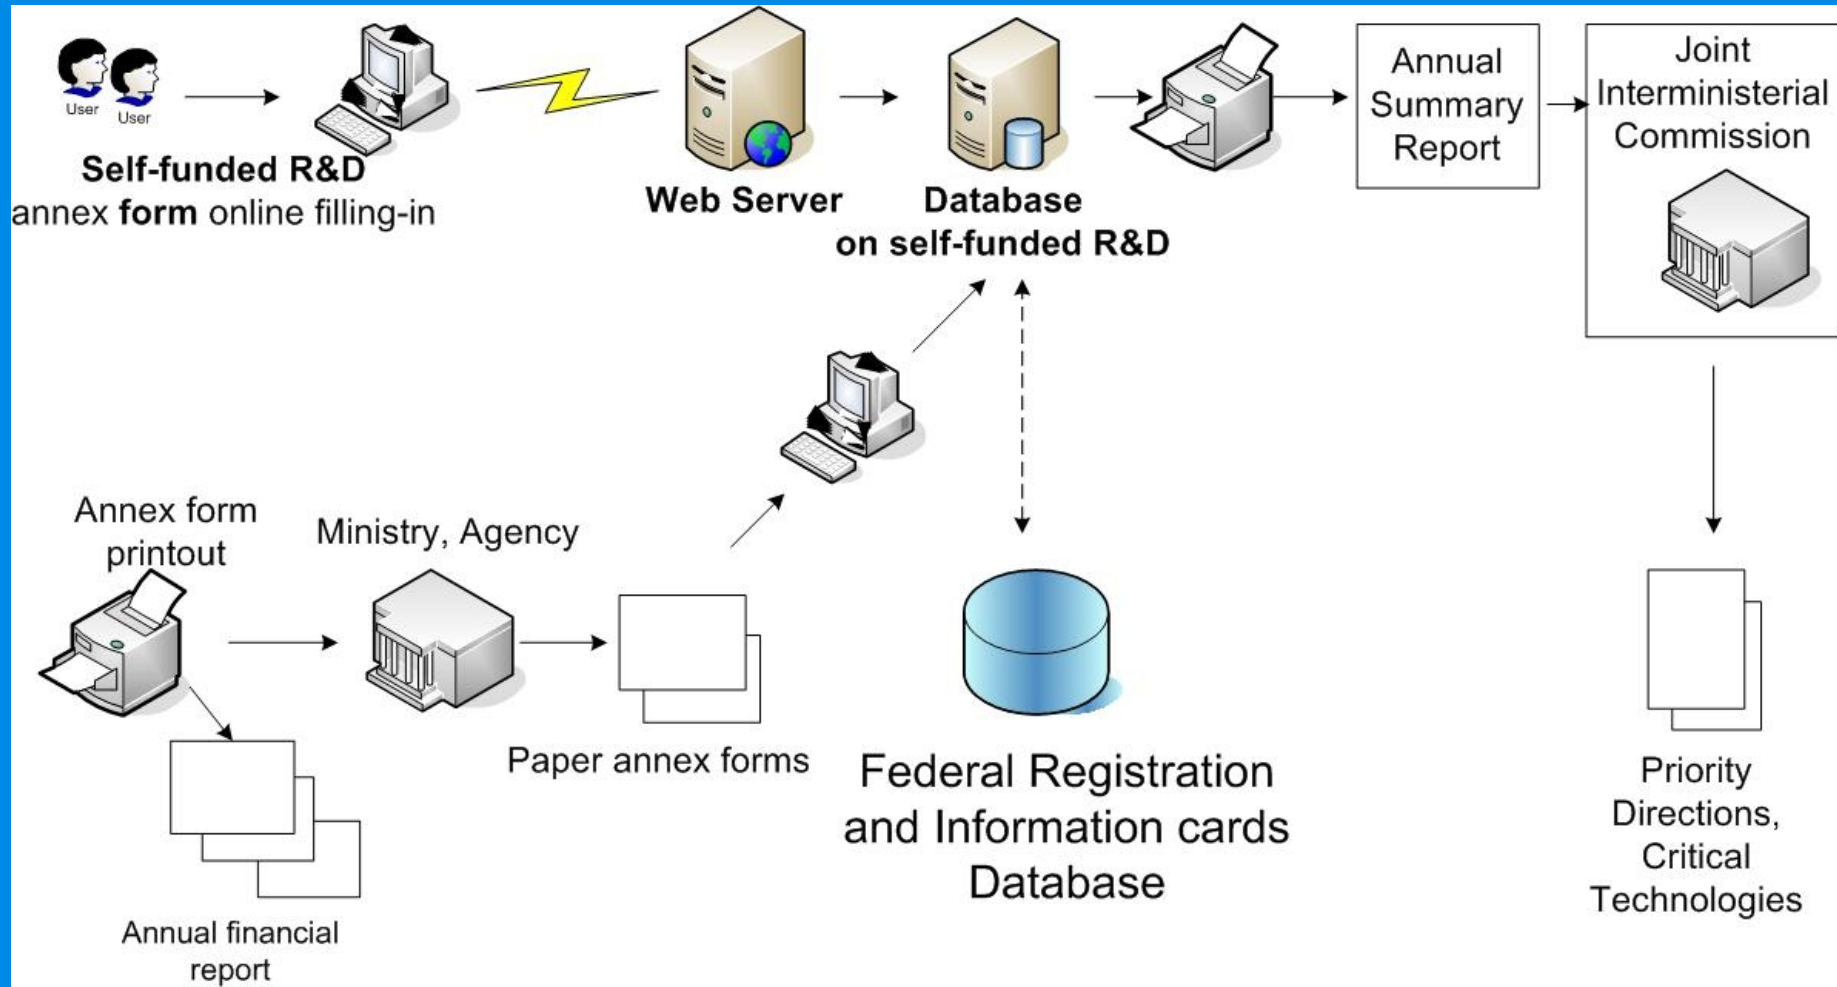 User
User
Self-funded R&D
annex form online filling-in
Web Server
Database
on self-funded R&D
Annual
Summary
Report
Joint
Interministerial
Commission
Annex form
printout
Ministry, Agency
Paper annex forms
Annual financial
report
Federal Registration
and Information cards
Database
Priority
Directions,
Critical
Technologies